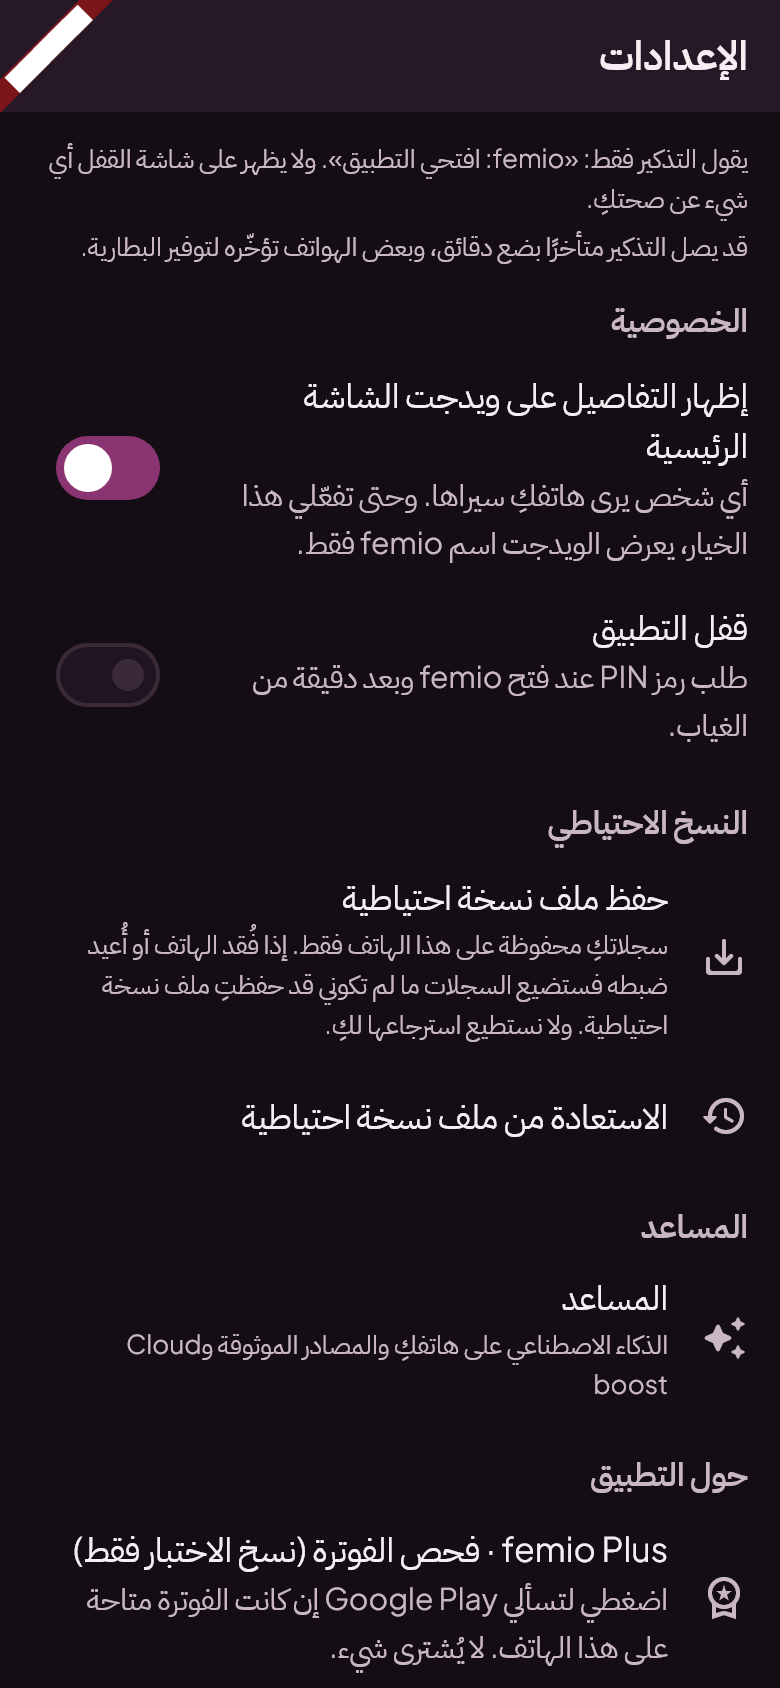 الإعدادات
يقول التذكير فقط: «femio: افتحي التطبيق». ولا يظهر على شاشة القفل أي
شيء عن صحتكِ.
قد يصل التذكير متأخرًا بضع دقائق، وبعض الهواتف تؤخّره لتوفير البطارية.
الخصوصية
إظهار التفاصيل على ويدجت الشاشة
الرئيسية
أي شخص يرى هاتفكِ سيراها. وحتى تفعّلي هذا
الخيار، يعرض الويدجت اسم femio فقط.
قفل التطبيق
طلب رمز PIN عند فتح femio وبعد دقيقة من
الغياب.
النسخ الاحتياطي
حفظ ملف نسخة احتياطية
سجلاتكِ محفوظة على هذا الهاتف فقط. إذا فُقد الهاتف أو أُعيد
ضبطه فستضيع السجلات ما لم تكوني قد حفظتِ ملف نسخة
احتياطية. ولا نستطيع استرجاعها لكِ.
الاستعادة من ملف نسخة احتياطية
المساعد
المساعد
الذكاء الاصطناعي على هاتفكِ والمصادر الموثوقة وCloud
boost
حول التطبيق
femio Plus · فحص الفوترة (نسخ الاختبار فقط)
اضغطي لتسألي Google Play إن كانت الفوترة متاحة
على هذا الهاتف. لا يُشترى شيء.